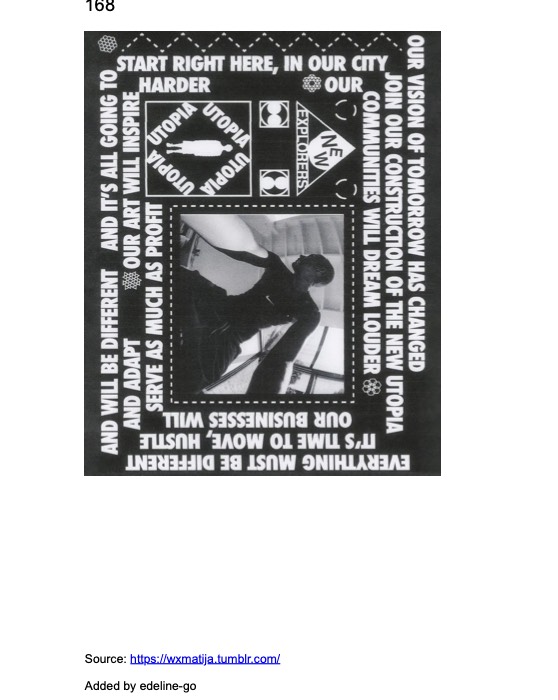 168
OUR VISION OF TOMORROW HAS CHANGED
EVERYTHING MUST BE DIFFERENT
AND WILL BE DIFFERENT AND IT'S ALL GOING TO
START RIGHT HERE, IN OUR CITY
JOIN OUR CONSTRUCTION OF THE NEW UTOPIA
IT'S TIME TO MOVE, HUSTLE
AND ADAPT OUR ART WILL INSPIRE
HARDER OUR
COMMUNITIES WILL DREAM LOUDER
OUR BUSINESSES WILL
SERVE AS MUCH AS PROFIT
UTOPIA
UTOPIA
UTOPIA
UTOPIA
NEW
EXPLORERS
Source: https://wxmatija.tumblr.com/
Added by edeline-go